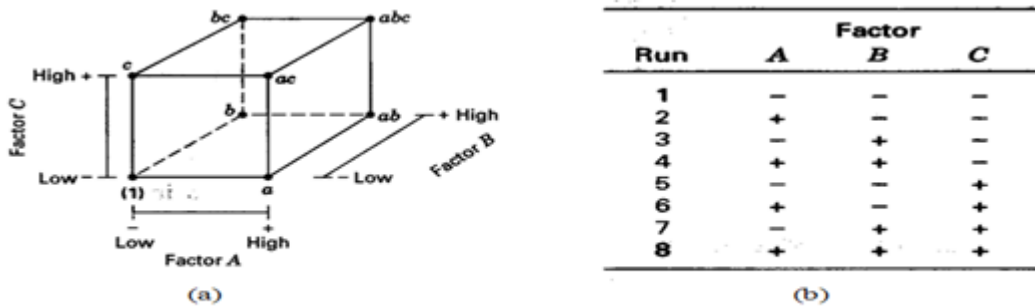 bc
abc
c
High +
ac
Factor C
b
ab
+ High
Factor B
Low −
− Low
(1)
a
−
+
Low
High
Factor A
(a)
Factor
Run A B C
1 − − −
2 + − −
3 − + −
4 + + −
5 − − +
6 + − +
7 − + +
8 + + +
(b)